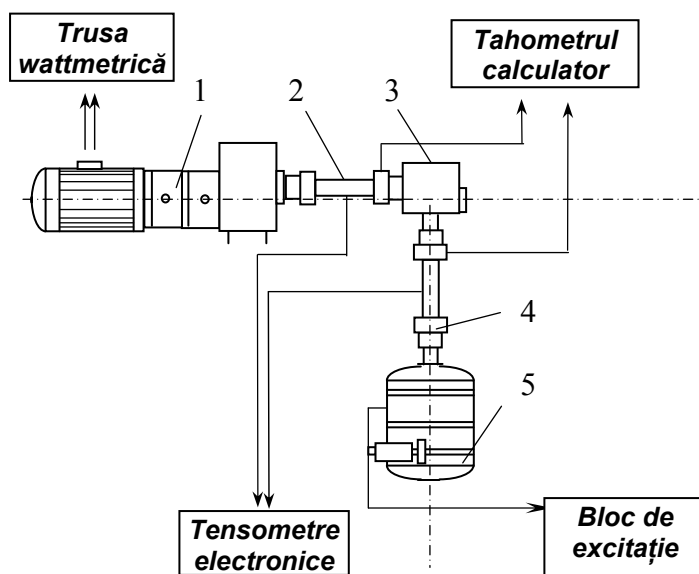 Trusa
wattmetrică
Tahometrul
calculator
1
2
3
4
5
Tensometre
electronice
Bloc de
excitație